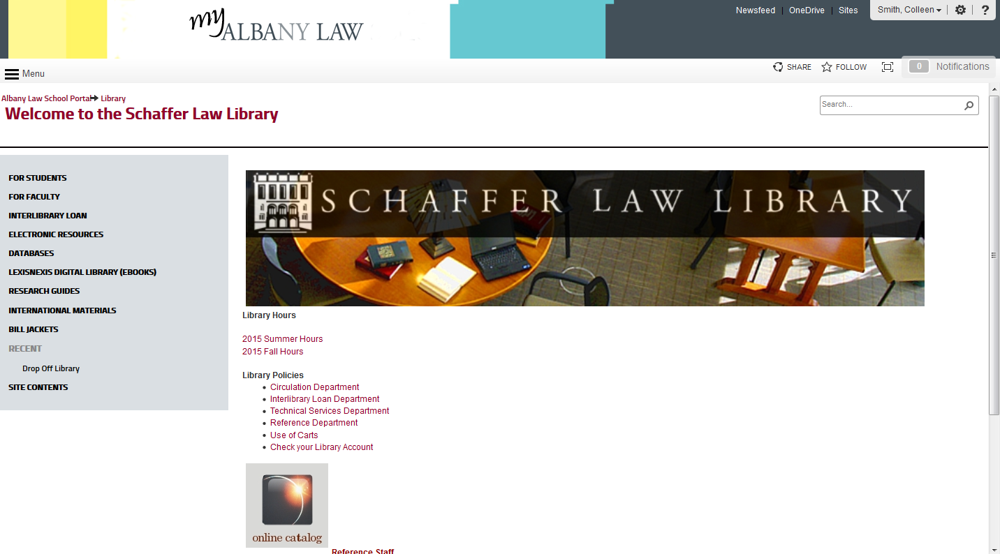 my ALBANY LAW
Newsfeed | OneDrive | Sites
Smith, Colleen
?
Menu
SHARE
FOLLOW
0 Notifications
Albany Law School Portal Library
Welcome to the Schaffer Law Library
Search...
FOR STUDENTS
FOR FACULTY
INTERLIBRARY LOAN
ELECTRONIC RESOURCES
DATABASES
LEXISNEXIS DIGITAL LIBRARY (EBOOKS)
RESEARCH GUIDES
INTERNATIONAL MATERIALS
BILL JACKETS
RECENT
Drop Off Library
SITE CONTENTS
SCHAFFER LAW LIBRARY
Library Hours
2015 Summer Hours
2015 Fall Hours
Library Policies
• Circulation Department
• Interlibrary Loan Department
• Technical Services Department
• Reference Department
• Use of Carts
• Check your Library Account
online catalog
Reference Staff